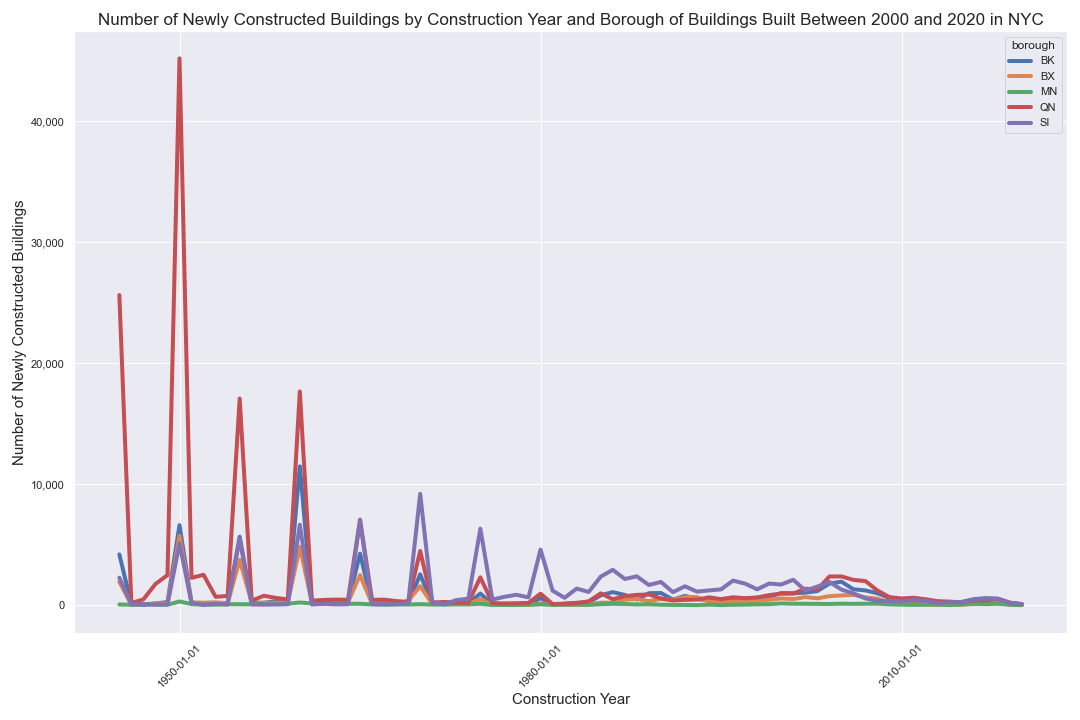 Number of Newly Constructed Buildings by Construction Year and Borough of Buildings Built Between 2000 and 2020 in NYC
borough
BK
BX
MN
QN
SI
Number of Newly Constructed Buildings
40,000
30,000
20,000
10,000
0
1950-01-01
1980-01-01
2010-01-01
Construction Year